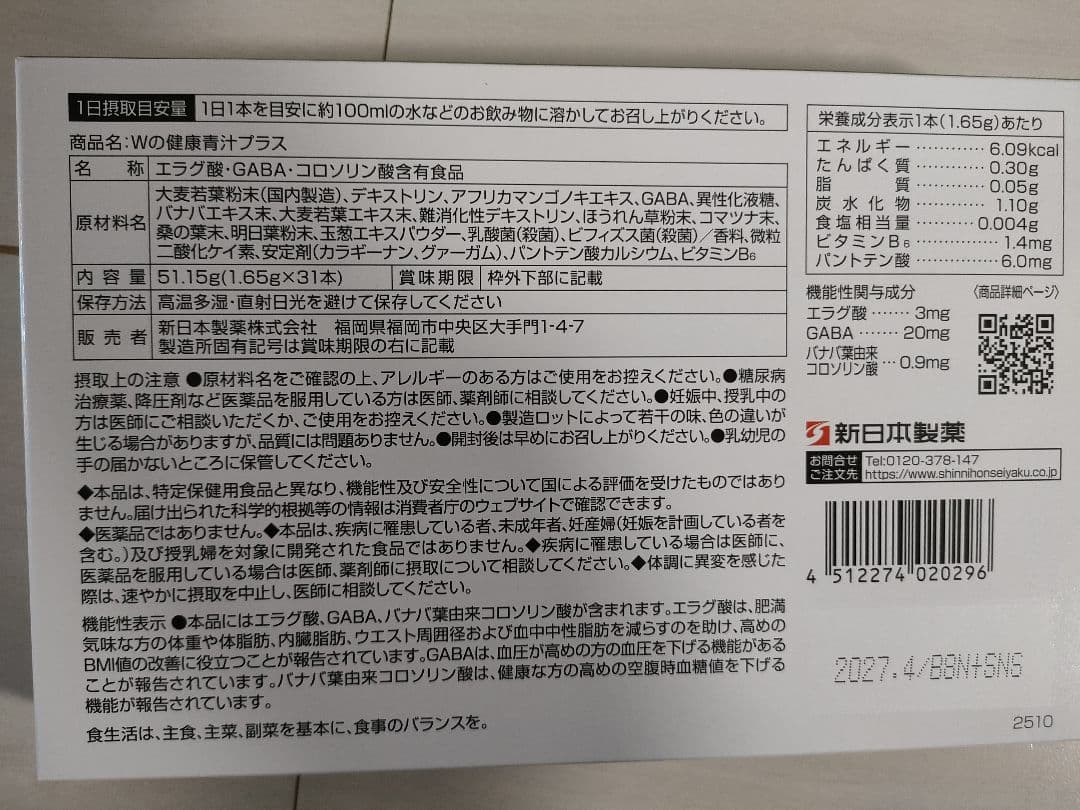 1日摂取目安量 1日1本を目安に約100mlの水などのお飲み物に溶かしてお召し上がりください。
商品名:Wの健康青汁プラス
名 称 エラグ酸・GABA・コロソリン酸含有食品
原材料名 大麦若葉粉末(国内製造)、デキストリン、アフリカマンゴノキエキス、GABA、異性化液糖、
バナバエキス末、大麦若葉エキス末、難消化性デキストリン、ほうれん草粉末、コマツナ末、
桑の葉末、明日葉粉末、玉葱エキスパウダー、乳酸菌(殺菌)、ビフィズス菌(殺菌)/香料、微粒
二酸化ケイ素、安定剤(カラギーナン、グァーガム)、パントテン酸カルシウム、ビタミンB6
内容量 51.15g(1.65g×31本) 賞味期限 枠外下部に記載
保存方法 高温多湿・直射日光を避けて保存してください
販売者 新日本製薬株式会社 福岡県福岡市中央区大手門1-4-7
製造所固有記号は賞味期限の右に記載
摂取上の注意 ●原材料名をご確認の上、アレルギーのある方はご使用をお控えください。●糖尿病
治療薬、降圧剤など医薬品を服用している方は医師、薬剤師に相談してください。●妊娠中、授乳中の
方は医師にご相談いただくか、ご使用をお控えください。●製造ロットによって若干の味、色の違いが
生じる場合がありますが、品質には問題ありません。●開封後は早めにお召し上がりください。●乳幼児の
手の届かないところに保管してください。
◆本品は、特定保健用食品と異なり、機能性及び安全性について国による評価を受けたものではあり
ません。届け出られた科学的根拠等の情報は消費者庁のウェブサイトで確認できます。
◆医薬品ではありません。◆本品は、疾病に罹患している者、未成年者、妊産婦(妊娠を計画している者を
含む。)及び授乳婦を対象に開発された食品ではありません。◆疾病に罹患している場合は医師に、
医薬品を服用している場合は医師、薬剤師に摂取について相談してください。◆体調に異変を感じた
際は、速やかに摂取を中止し、医師に相談してください。
機能性表示 ●本品にはエラグ酸、GABA、バナバ葉由来コロソリン酸が含まれます。エラグ酸は、肥満
気味な方の体重や体脂肪、内臓脂肪、ウエスト周囲径および血中中性脂肪を減らすのを助け、高めの
BMI値の改善に役立つことが報告されています。GABAは、血圧が高めの方の血圧を下げる機能がある
ことが報告されています。バナバ葉由来コロソリン酸は、健康な方の高めの空腹時血糖値を下げる
機能が報告されています。
食生活は、主食、主菜、副菜を基本に、食事のバランスを。
栄養成分表示1本(1.65g)あたり
エネルギー………… 6.09kcal
たんぱく質………… 0.30g
脂 質………… 0.05g
炭水化物………… 1.10g
食塩相当量……… 0.004g
ビタミンB6………… 1.4mg
パントテン酸………… 6.0mg
機能性関与成分 〈商品詳細ページ〉
エラグ酸……… 3mg
GABA……… 20mg
バナバ葉由来
コロソリン酸… 0.9mg
新日本製薬
お問合せ
ご注文先
Tel:0120-378-147
https://www.shinnihonseiyaku.co.jp
4 512274 020296
2027.4/B8N+SNS
2510